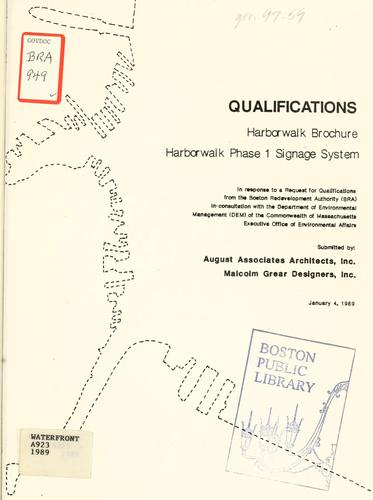 gov. 97-59
GOVDOC
BRA
949
QUALIFICATIONS
Harborwalk Brochure
Harborwalk Phase 1 Signage System
In response to a Request for Qualifications
from the Boston Redevelopment Authority (BRA)
in-consultation with the Department of Environmental
Management (DEM) of the Commonwealth of Massachusetts
Executive Office of Environmental Affairs
Submitted by:
August Associates Architects, Inc.
Malcolm Grear Designers, Inc.
January 4, 1989
BOSTON
PUBLIC
LIBRARY
WATERFRONT
A923
1989